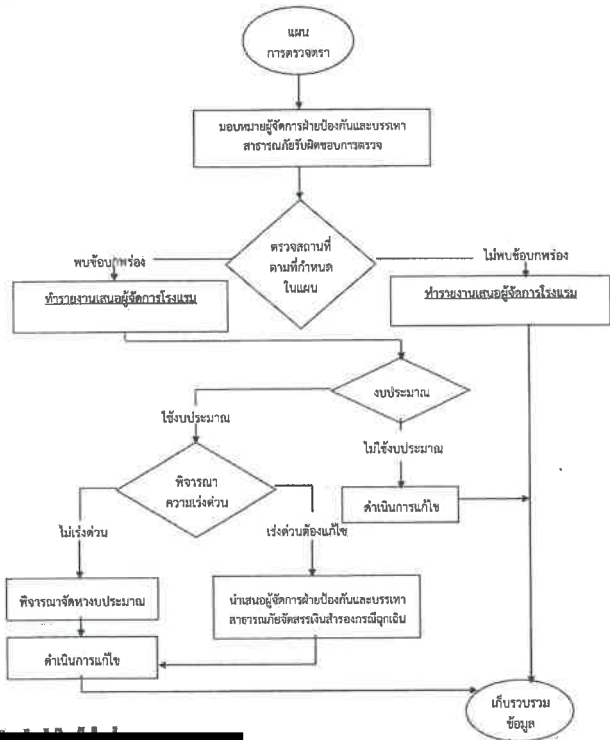 แผน
การตรวจตรา
มอบหมายผู้จัดการฝ่ายป้องกันและบรรเทา
สาธารณภัยรับผิดชอบการตรวจ
ตรวจสถานที่
ตามที่กำหนด
ในแผน
พบข้อบกพร่อง
ไม่พบข้อบกพร่อง
ทำรายงานเสนอผู้จัดการโรงแรม
ทำรายงานเสนอผู้จัดการโรงแรม
งบประมาณ
ใช้งบประมาณ
ไม่ใช้งบประมาณ
พิจารณา
ความเร่งด่วน
ดำเนินการแก้ไข
ไม่เร่งด่วน
เร่งด่วนต้องแก้ไข
พิจารณาจัดหางบประมาณ
นำเสนอผู้จัดการฝ่ายป้องกันและบรรเทา
สาธารณภัยจัดสรรเงินสำรองกรณีฉุกเฉิน
ดำเนินการแก้ไข
เก็บรวบรวม
ข้อมูล